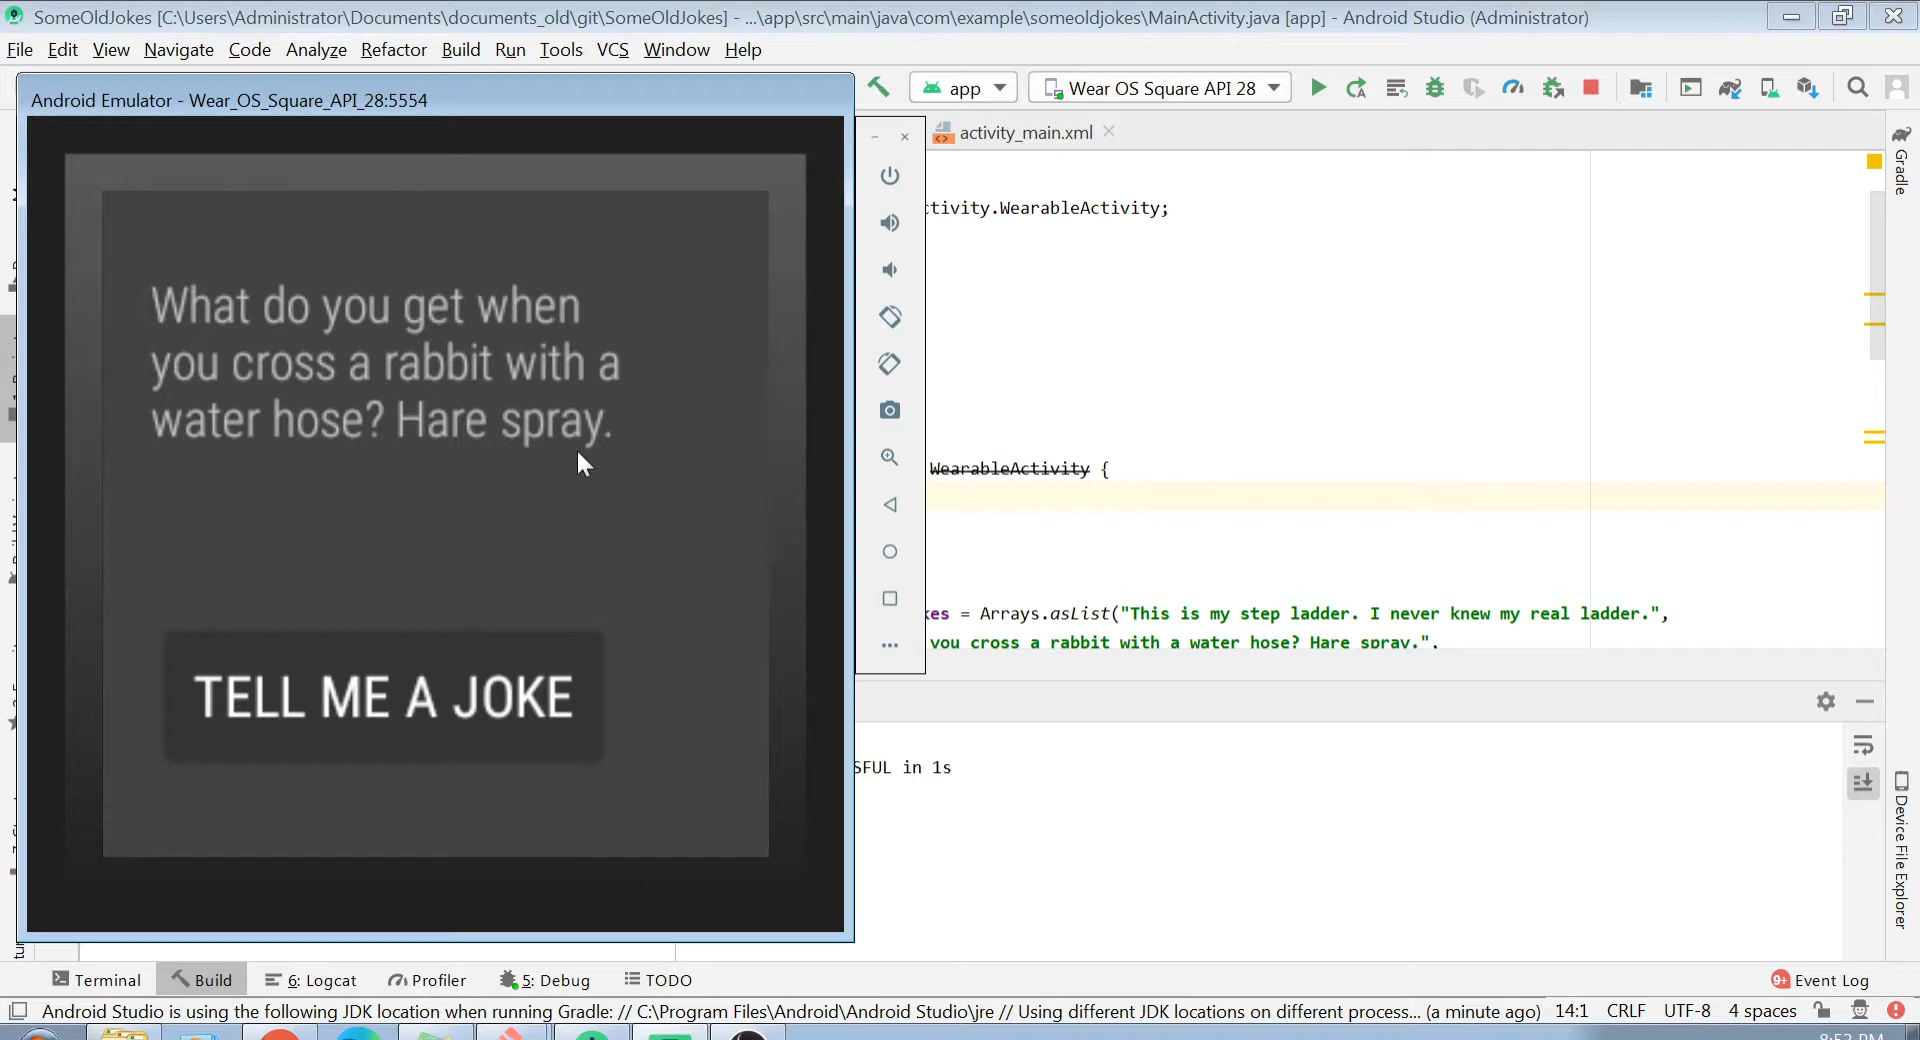 SomeOldJokes [C:\Users\Administrator\Documents\documents_old\git\SomeOldJokes] - ...\app\src\main\java\com\example\someoldjokes\MainActivity.java [app] - Android Studio (Administrator)
File Edit View Navigate Code Analyze Refactor Build Run Tools VCS Window Help
Android Emulator - Wear_OS_Square_API_28:5554
app
Wear OS Square API 28
activity_main.xml
Gradle
ctivity.WearableActivity;
What do you get when
you cross a rabbit with a
water hose? Hare spray.
WearableActivity {
kes = Arrays.asList("This is my step ladder. I never knew my real ladder.",
you cross a rabbit with a water hose? Hare spray.",
TELL ME A JOKE
SFUL in 1s
Device File Explorer
Terminal Build 6: Logcat Profiler 5: Debug TODO
9+ Event Log
Android Studio is using the following JDK location when running Gradle: // C:\Program Files\Android\Android Studio\jre // Using different JDK locations on different process... (a minute ago) 14:1 CRLF UTF-8 4 spaces